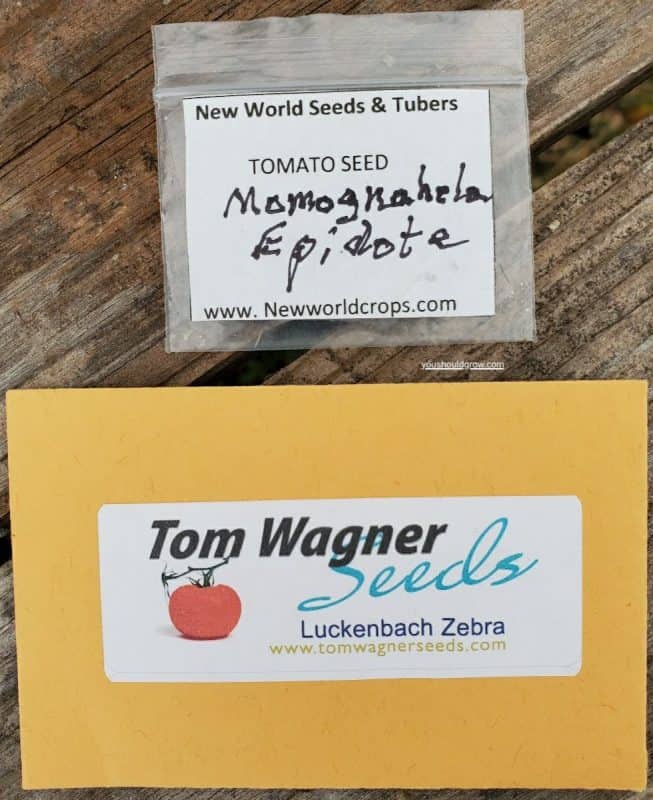 New World Seeds & Tubers
TOMATO SEED
Momognahela
Epidote
www. Newworldcrops.com
youshouldgrow.com
Tom Wagner
Seeds
Luckenbach Zebra
www.tomwagnerseeds.com